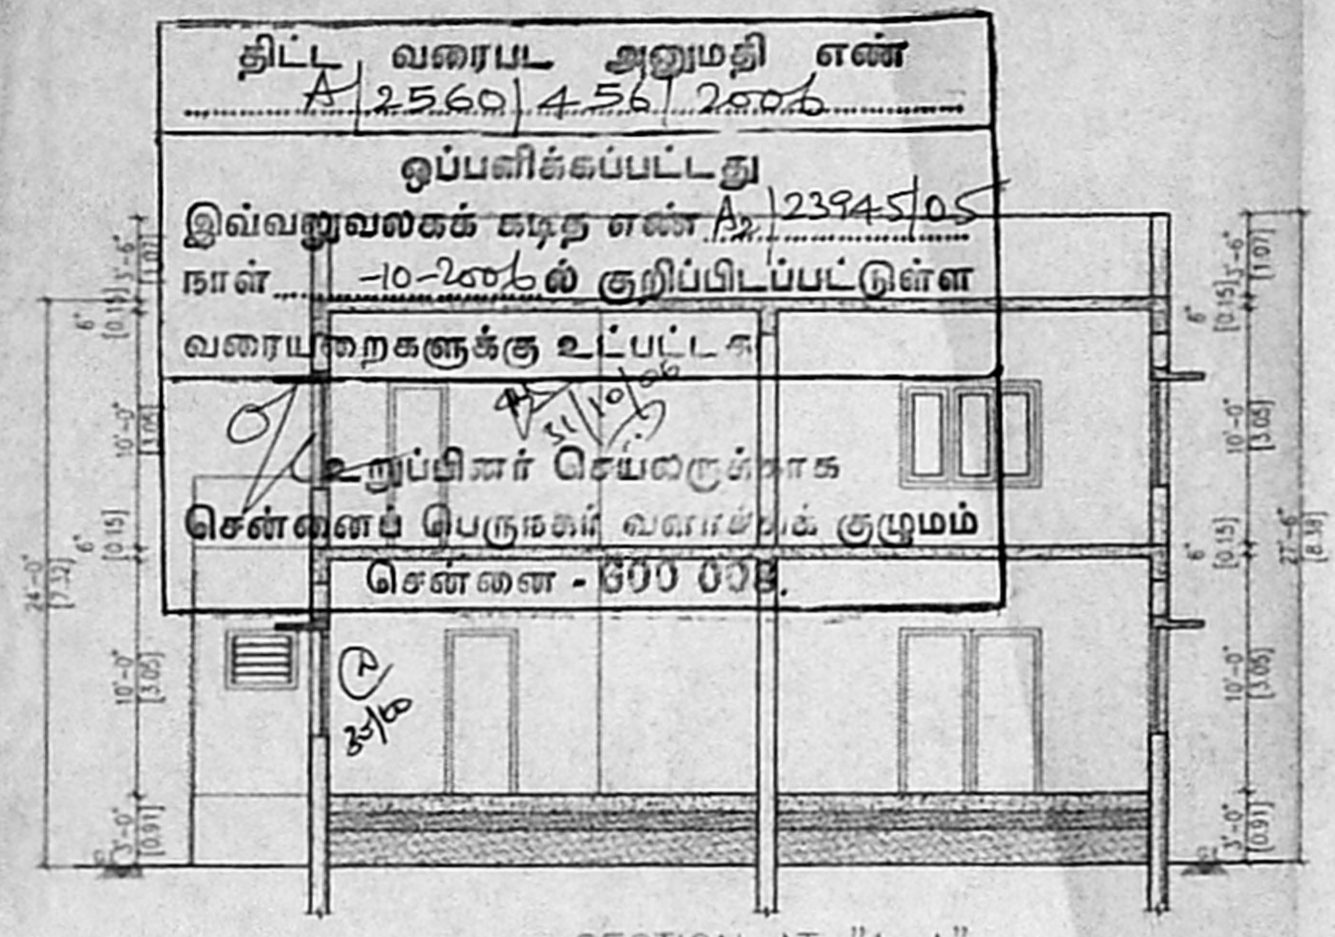 திட்ட வரைபட அனுமதி எண்
A/2560/456/2006
ஒப்பளிக்கப்பட்டது
இவ்வலுவலகக் கடித எண் A2/23945/05
நாள் -10-2006ல் குறிப்பிடப்பட்டுள்ள
வரையறைகளுக்கு உட்பட்டது
31/10/06
உறுப்பினர் செயலருக்காக
சென்னைப் பெருநகர் வளர்ச்சிக் குழுமம்
சென்னை - 600 008.
3'-6"
[1.07]
6"
[0.15]
10'-0"
[3.05]
6"
[0.15]
24'-0"
[7.32]
10'-0"
[3.05]
3'-0"
[0.91]
3'-6"
[1.07]
6"
[0.15]
10'-0"
[3.05]
6"
[0.15]
27'-6"
[8.38]
10'-0"
[3.05]
3'-0"
[0.91]
SECTION AT "A-A"